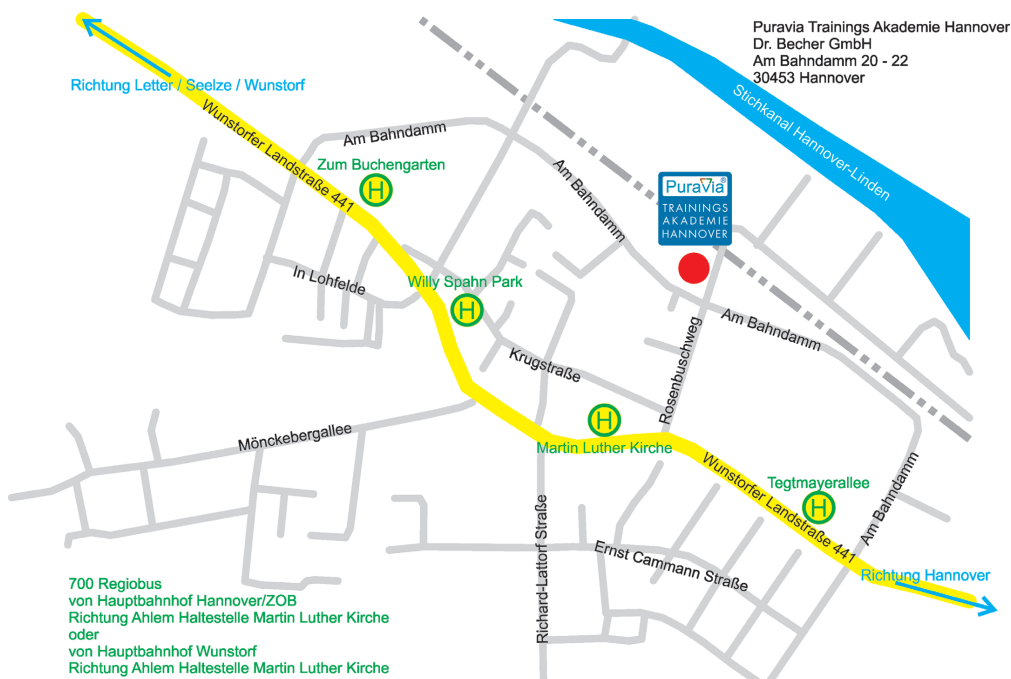 Puravia Trainings Akademie Hannover
Dr. Becher GmbH
Am Bahndamm 20 - 22
30453 Hannover
Richtung Letter / Seelze / Wunstorf
Stichkanal Hannover-Linden
Wunstorfer Landstraße 441
Am Bahndamm
Zum Buchengarten
H
Am Bahndamm
PuraVia®
TRAININGS
AKADEMIE
HANNOVER
In Lohfelde
Willy Spahn Park
H
Am Bahndamm
Rosenbuschweg
Krugstraße
H
Mönckebergallee
Martin Luther Kirche
Wunstorfer Landstraße 441
Tegtmayerallee
H
Am Bahndamm
Richard-Lattorf Straße
Ernst Cammann Straße
Richtung Hannover
700 Regiobus
von Hauptbahnhof Hannover/ZOB
Richtung Ahlem Haltestelle Martin Luther Kirche
oder
von Hauptbahnhof Wunstorf
Richtung Ahlem Haltestelle Martin Luther Kirche